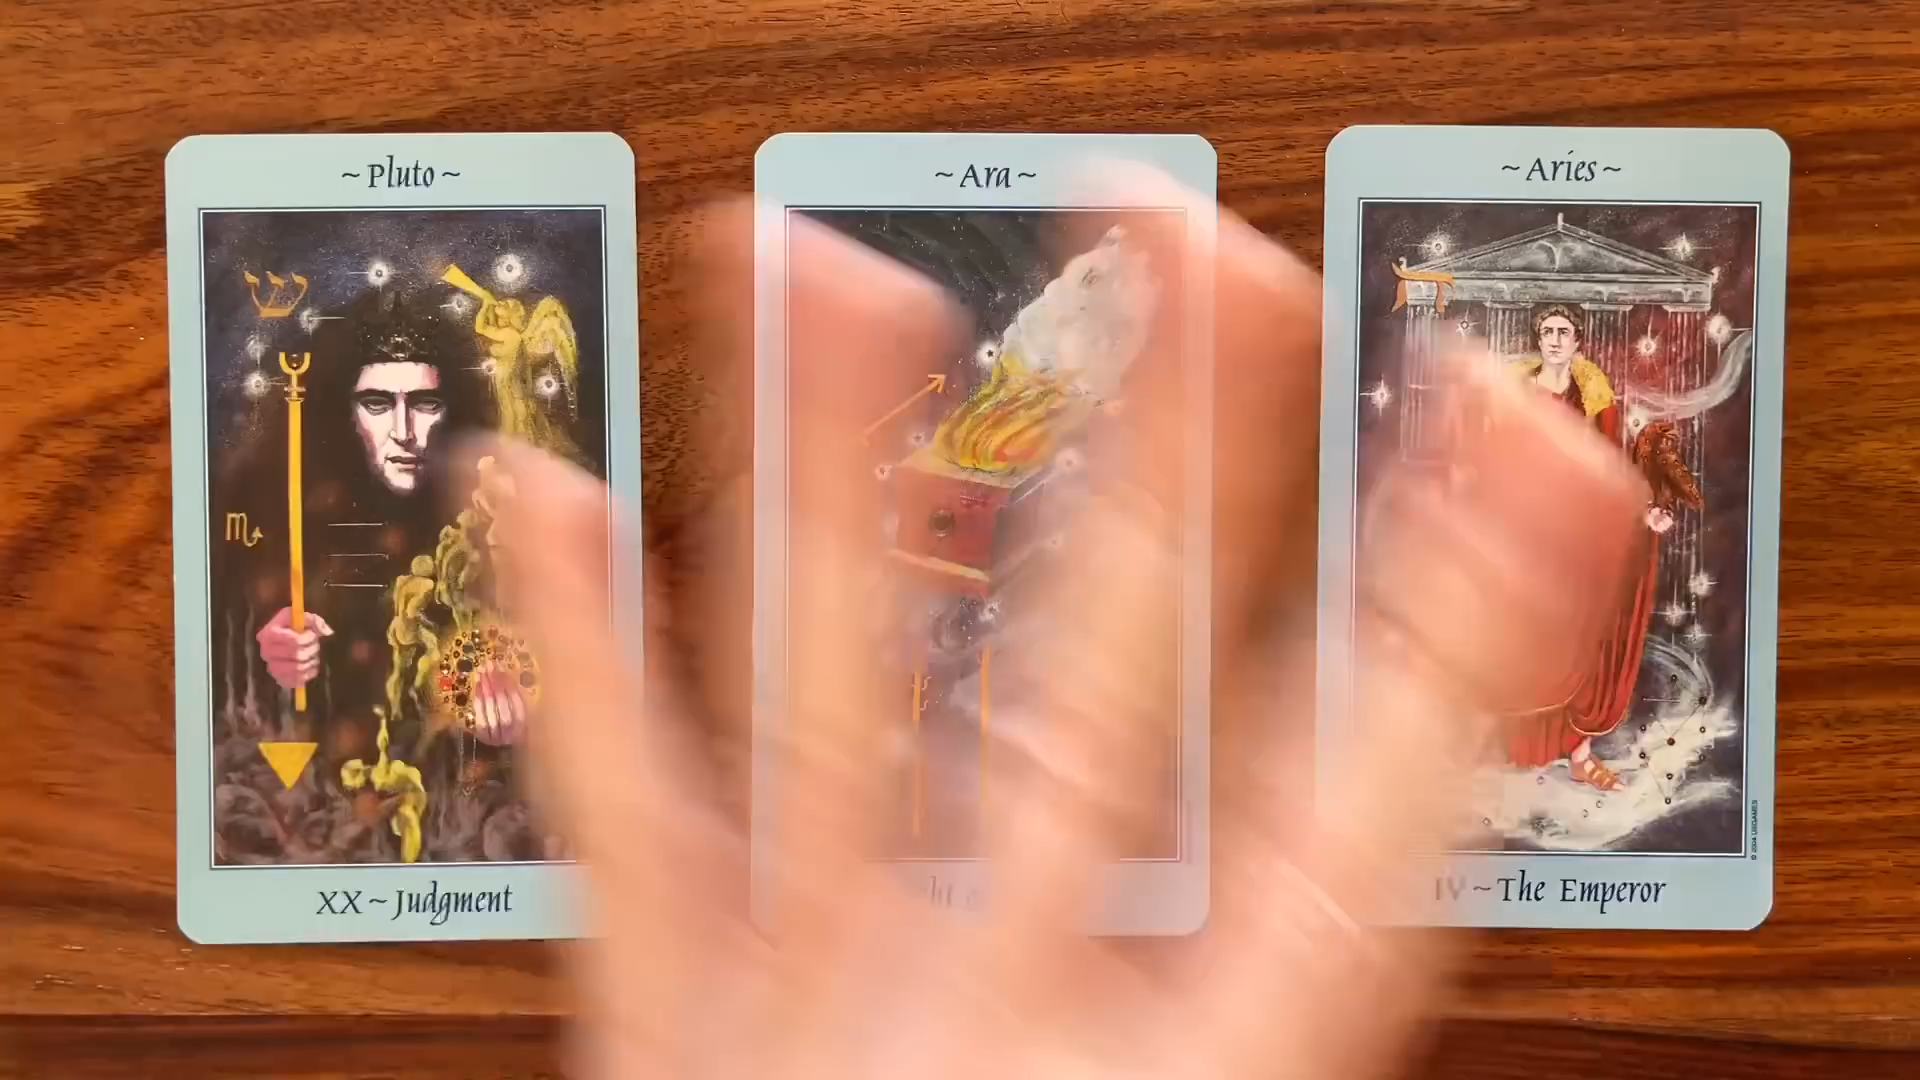 ~Pluto~
XX~Judgment
~Ara~
~Aries~
IV~The Emperor
ש
ה